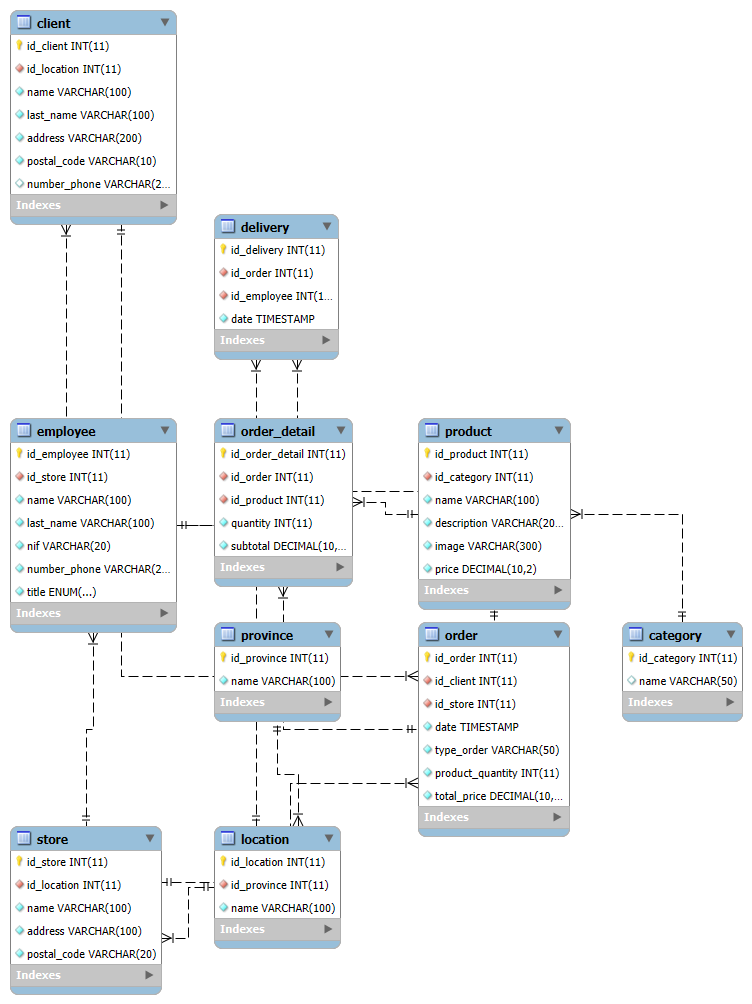 client
id_client INT(11)
id_location INT(11)
name VARCHAR(100)
last_name VARCHAR(100)
address VARCHAR(200)
postal_code VARCHAR(10)
number_phone VARCHAR(2...
Indexes
delivery
id_delivery INT(11)
id_order INT(11)
id_employee INT(1...
date TIMESTAMP
Indexes
employee
id_employee INT(11)
id_store INT(11)
name VARCHAR(100)
last_name VARCHAR(100)
nif VARCHAR(20)
number_phone VARCHAR(2...
title ENUM(...)
Indexes
order_detail
id_order_detail INT(11)
id_order INT(11)
id_product INT(11)
quantity INT(11)
subtotal DECIMAL(10,...
Indexes
product
id_product INT(11)
id_category INT(11)
name VARCHAR(100)
description VARCHAR(20...
image VARCHAR(300)
price DECIMAL(10,2)
Indexes
province
id_province INT(11)
name VARCHAR(100)
Indexes
order
id_order INT(11)
id_client INT(11)
id_store INT(11)
date TIMESTAMP
type_order VARCHAR(50)
product_quantity INT(11)
total_price DECIMAL(10,...
Indexes
category
id_category INT(11)
name VARCHAR(50)
Indexes
store
id_store INT(11)
id_location INT(11)
name VARCHAR(100)
address VARCHAR(100)
postal_code VARCHAR(20)
Indexes
location
id_location INT(11)
id_province INT(11)
name VARCHAR(100)
Indexes